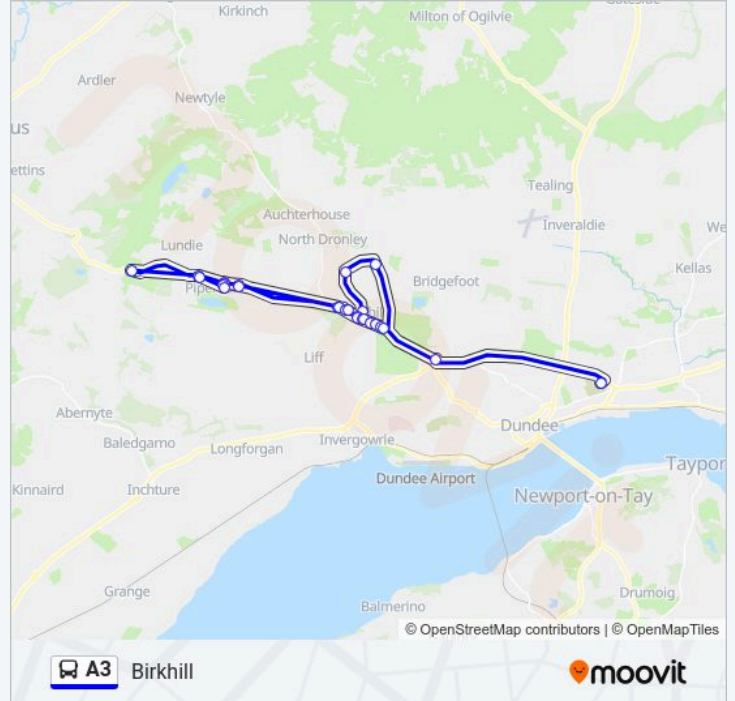 Kirkinch
Milton of Ogilvie
Ardler
Newtyle
us
ettins
Tealing
Auchterhouse
Inveraldie
We
North Dronley
Lundie
Kellas
Bridgefoot
Liff
Abernyte
Dundee
Baledgarno
Longforgan
Invergowrie
Taypor
Kinnaird
Inchture
Dundee Airport
Newport-on-Tay
Grange
Drumoig
Balmerino
© OpenStreetMap contributors | © OpenMapTiles
A3 Birkhill
moovit